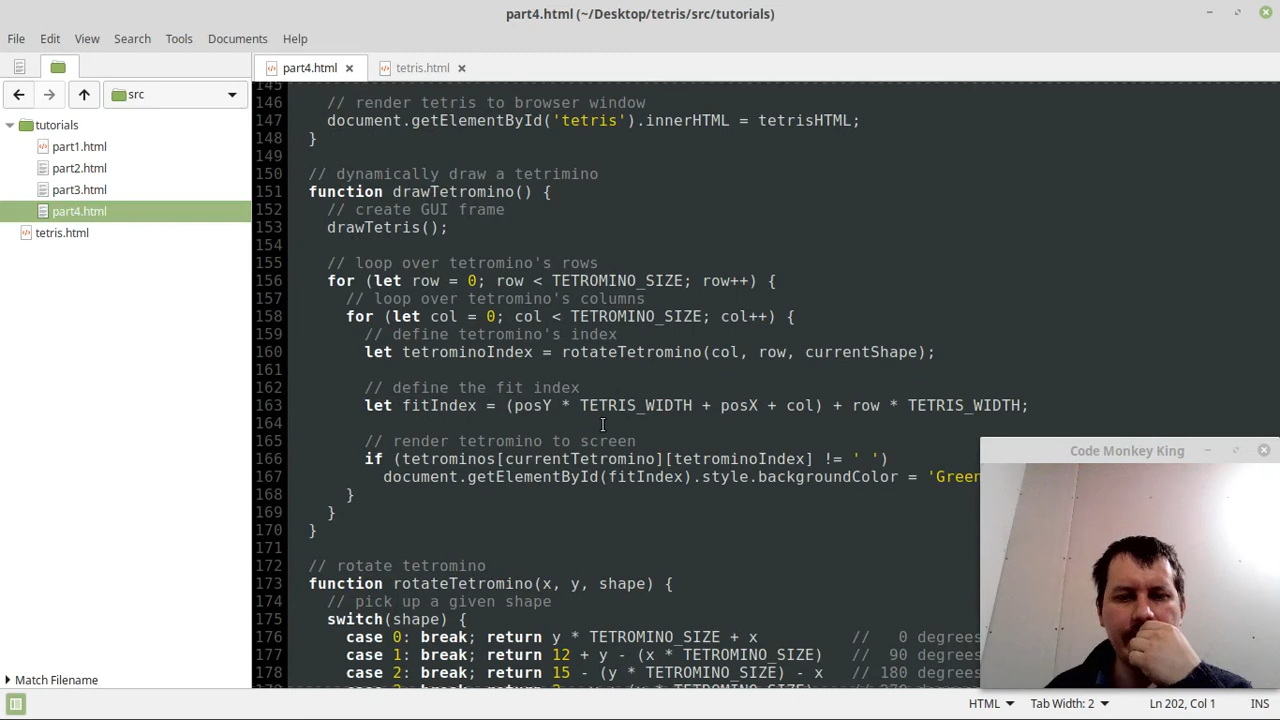 part4.html (~/Desktop/tetris/src/tutorials)
File Edit View Search Tools Documents Help
part4.html
tetris.html
src
tutorials
part1.html
part2.html
part3.html
part4.html
tetris.html
Match Filename
145
146 // render tetris to browser window
147 document.getElementById('tetris').innerHTML = tetrisHTML;
148 }
149
150 // dynamically draw a tetrimino
151 function drawTetromino() {
152 // create GUI frame
153 drawTetris();
154
155 // loop over tetromino's rows
156 for (let row = 0; row < TETROMINO_SIZE; row++) {
157 // loop over tetromino's columns
158 for (let col = 0; col < TETROMINO_SIZE; col++) {
159 // define tetromino's index
160 let tetrominoIndex = rotateTetromino(col, row, currentShape);
161
162 // define the fit index
163 let fitIndex = (posY * TETRIS_WIDTH + posX + col) + row * TETRIS_WIDTH;
164
165 // render tetromino to screen
166 if (tetrominos[currentTetromino][tetrominoIndex] != ' ')
167 document.getElementById(fitIndex).style.backgroundColor = 'Green
168 }
169 }
170 }
171
172 // rotate tetromino
173 function rotateTetromino(x, y, shape) {
174 // pick up a given shape
175 switch(shape) {
176 case 0: break; return y * TETROMINO_SIZE + x // 0 degrees
177 case 1: break; return 12 + y - (x * TETROMINO_SIZE) // 90 degrees
178 case 2: break; return 15 - (y * TETROMINO_SIZE) - x // 180 degrees
Code Monkey King
HTML Tab Width: 2 Ln 202, Col 1 INS